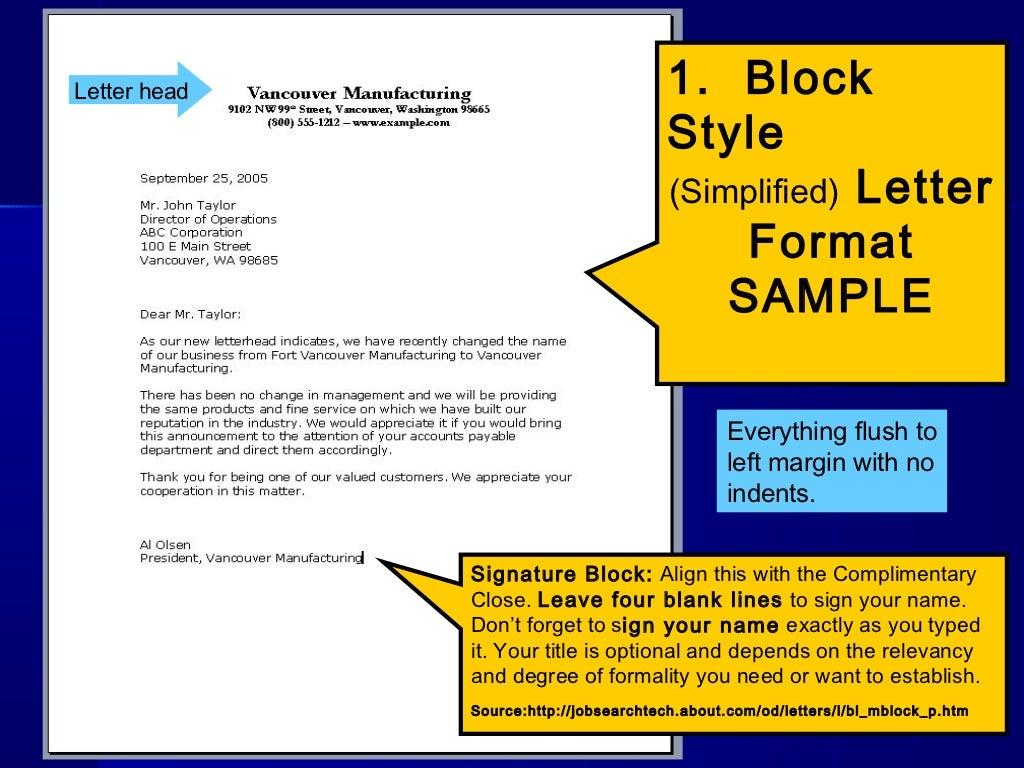 Letter head
Vancouver Manufacturing
9102 NW 99th Street, Vancouver, Washington 98665
(800) 555-1212 – www.example.com
September 25, 2005
Mr. John Taylor
Director of Operations
ABC Corporation
100 E Main Street
Vancouver, WA 98685
Dear Mr. Taylor:
As our new letterhead indicates, we have recently changed the name
of our business from Fort Vancouver Manufacturing to Vancouver
Manufacturing.
There has been no change in management and we will be providing
the same products and fine service on which we have built our
reputation in the industry. We would appreciate it if you would bring
this announcement to the attention of your accounts payable
department and direct them accordingly.
Thank you for being one of our valued customers. We appreciate your
cooperation in this matter.
Al Olsen
President, Vancouver Manufacturing
1. Block
Style
(Simplified) Letter
Format
SAMPLE
Everything flush to
left margin with no
indents.
Signature Block: Align this with the Complimentary
Close. Leave four blank lines to sign your name.
Don't forget to sign your name exactly as you typed
it. Your title is optional and depends on the relevancy
and degree of formality you need or want to establish.
Source:http://jobsearchtech.about.com/od/letters/l/bl_mblock_p.htm